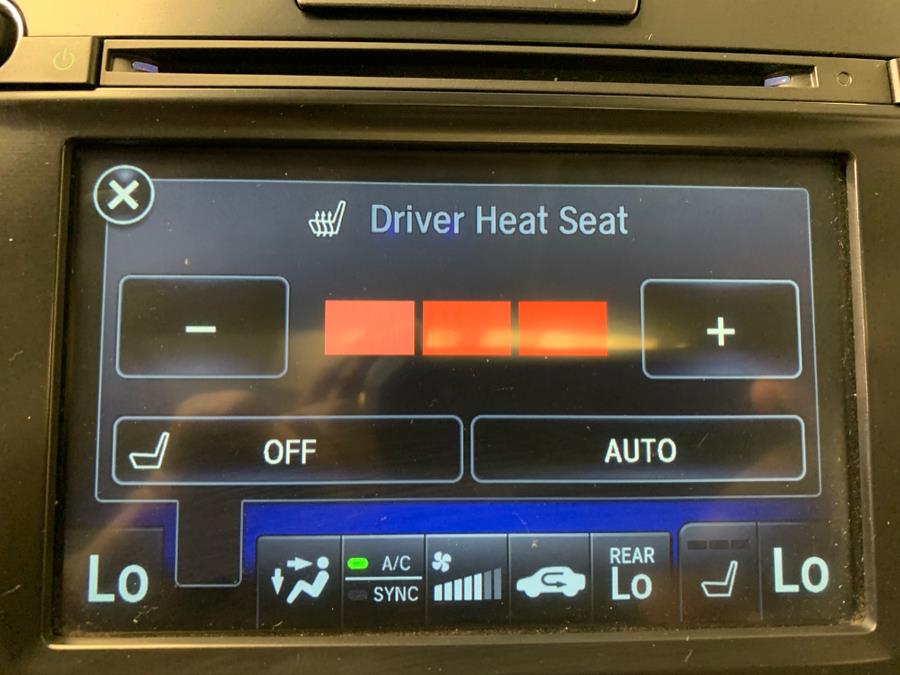 Driver Heat Seat
− +
OFF AUTO
Lo A/C SYNC REAR Lo Lo